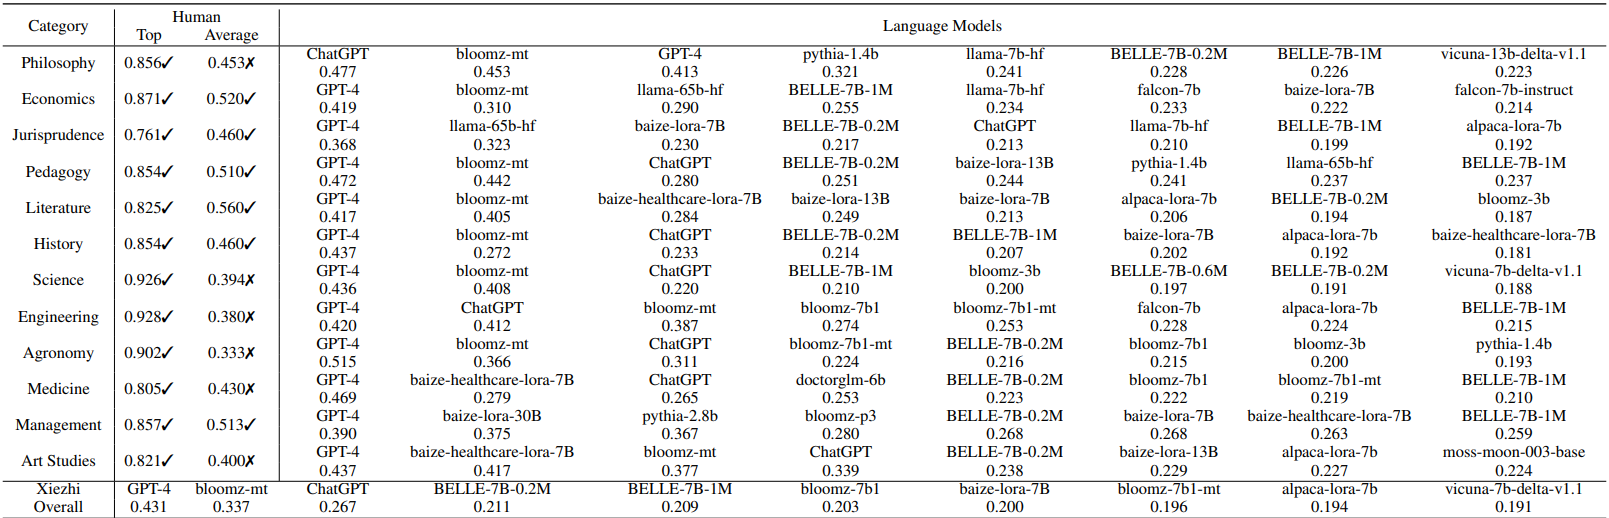 Category Human Language Models
Top Average
Philosophy 0.856✓ 0.453✗ ChatGPT bloomz-mt GPT-4 pythia-1.4b llama-7b-hf BELLE-7B-0.2M BELLE-7B-1M vicuna-13b-delta-v1.1
0.477 0.453 0.413 0.321 0.241 0.228 0.226 0.223
Economics 0.871✓ 0.520✓ GPT-4 bloomz-mt llama-65b-hf BELLE-7B-1M llama-7b-hf falcon-7b baize-lora-7B falcon-7b-instruct
0.419 0.310 0.290 0.255 0.234 0.233 0.222 0.214
Jurisprudence 0.761✓ 0.460✓ GPT-4 llama-65b-hf baize-lora-7B BELLE-7B-0.2M ChatGPT llama-7b-hf BELLE-7B-1M alpaca-lora-7b
0.368 0.323 0.230 0.217 0.213 0.210 0.199 0.192
Pedagogy 0.854✓ 0.510✓ GPT-4 bloomz-mt ChatGPT BELLE-7B-0.2M baize-lora-13B pythia-1.4b llama-65b-hf BELLE-7B-1M
0.472 0.442 0.280 0.251 0.244 0.241 0.237 0.237
Literature 0.825✓ 0.560✓ GPT-4 bloomz-mt baize-healthcare-lora-7B baize-lora-13B baize-lora-7B alpaca-lora-7b BELLE-7B-0.2M bloomz-3b
0.417 0.405 0.284 0.249 0.213 0.206 0.194 0.187
History 0.854✓ 0.460✓ GPT-4 bloomz-mt ChatGPT BELLE-7B-0.2M BELLE-7B-1M baize-lora-7B alpaca-lora-7b baize-healthcare-lora-7B
0.437 0.272 0.233 0.214 0.207 0.202 0.192 0.181
Science 0.926✓ 0.394✗ GPT-4 bloomz-mt ChatGPT BELLE-7B-1M bloomz-3b BELLE-7B-0.6M BELLE-7B-0.2M vicuna-7b-delta-v1.1
0.436 0.408 0.220 0.210 0.200 0.197 0.191 0.188
Engineering 0.928✓ 0.380✗ GPT-4 ChatGPT bloomz-mt bloomz-7b1 bloomz-7b1-mt falcon-7b alpaca-lora-7b BELLE-7B-1M
0.420 0.412 0.387 0.274 0.253 0.228 0.224 0.215
Agronomy 0.902✓ 0.333✗ GPT-4 bloomz-mt ChatGPT bloomz-7b1-mt BELLE-7B-0.2M bloomz-7b1 bloomz-3b pythia-1.4b
0.515 0.366 0.311 0.224 0.216 0.215 0.200 0.193
Medicine 0.805✓ 0.430✗ GPT-4 baize-healthcare-lora-7B ChatGPT doctorglm-6b BELLE-7B-0.2M bloomz-7b1 bloomz-7b1-mt BELLE-7B-1M
0.469 0.279 0.265 0.253 0.223 0.222 0.219 0.210
Management 0.857✓ 0.513✓ GPT-4 baize-lora-30B pythia-2.8b bloomz-p3 BELLE-7B-0.2M baize-lora-7B baize-healthcare-lora-7B BELLE-7B-1M
0.390 0.375 0.367 0.280 0.268 0.268 0.263 0.259
Art Studies 0.821✓ 0.400✗ GPT-4 baize-healthcare-lora-7B bloomz-mt ChatGPT BELLE-7B-0.2M baize-lora-13B alpaca-lora-7b moss-moon-003-base
0.437 0.417 0.377 0.339 0.238 0.229 0.227 0.224
Xiezhi GPT-4 bloomz-mt ChatGPT BELLE-7B-0.2M BELLE-7B-1M bloomz-7b1 baize-lora-7B bloomz-7b1-mt alpaca-lora-7b vicuna-7b-delta-v1.1
Overall 0.431 0.337 0.267 0.211 0.209 0.203 0.200 0.196 0.194 0.191